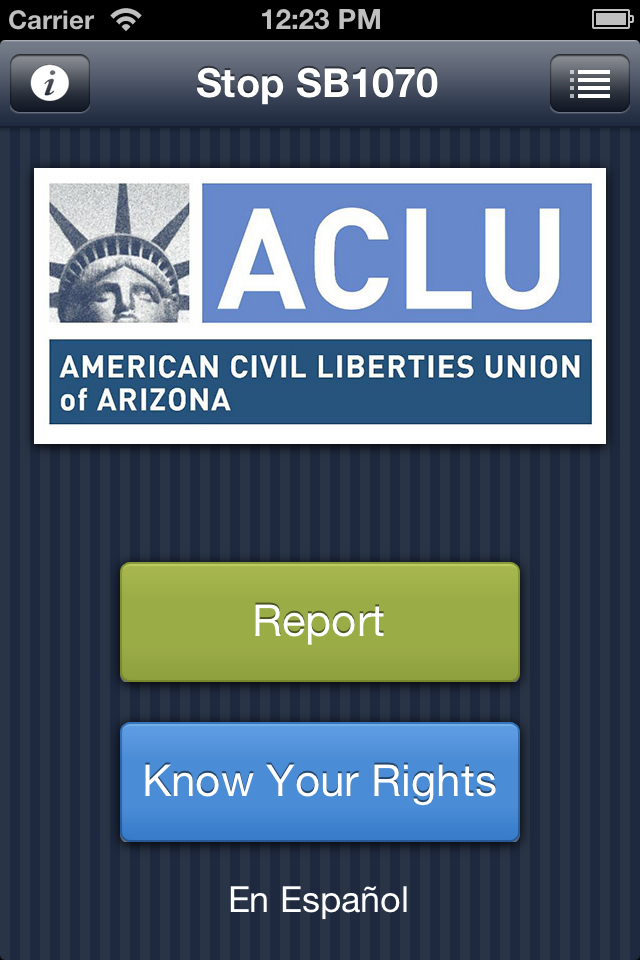 Carrier 12:23 PM
i Stop SB1070
ACLU
AMERICAN CIVIL LIBERTIES UNION
of ARIZONA
Report
Know Your Rights
En Español